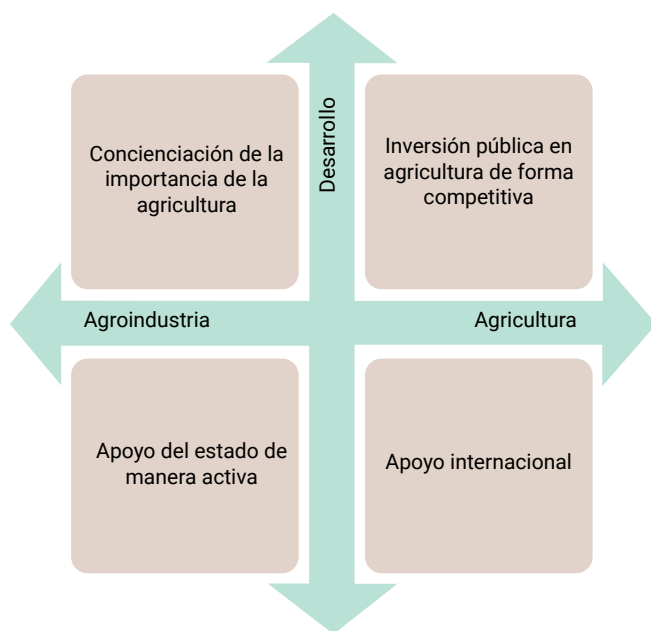 Concienciación de la
importancia de la
agricultura
Desarrollo
Inversión pública en
agricultura de forma
competitiva
Agroindustria
Agricultura
Apoyo del estado de
manera activa
Apoyo internacional